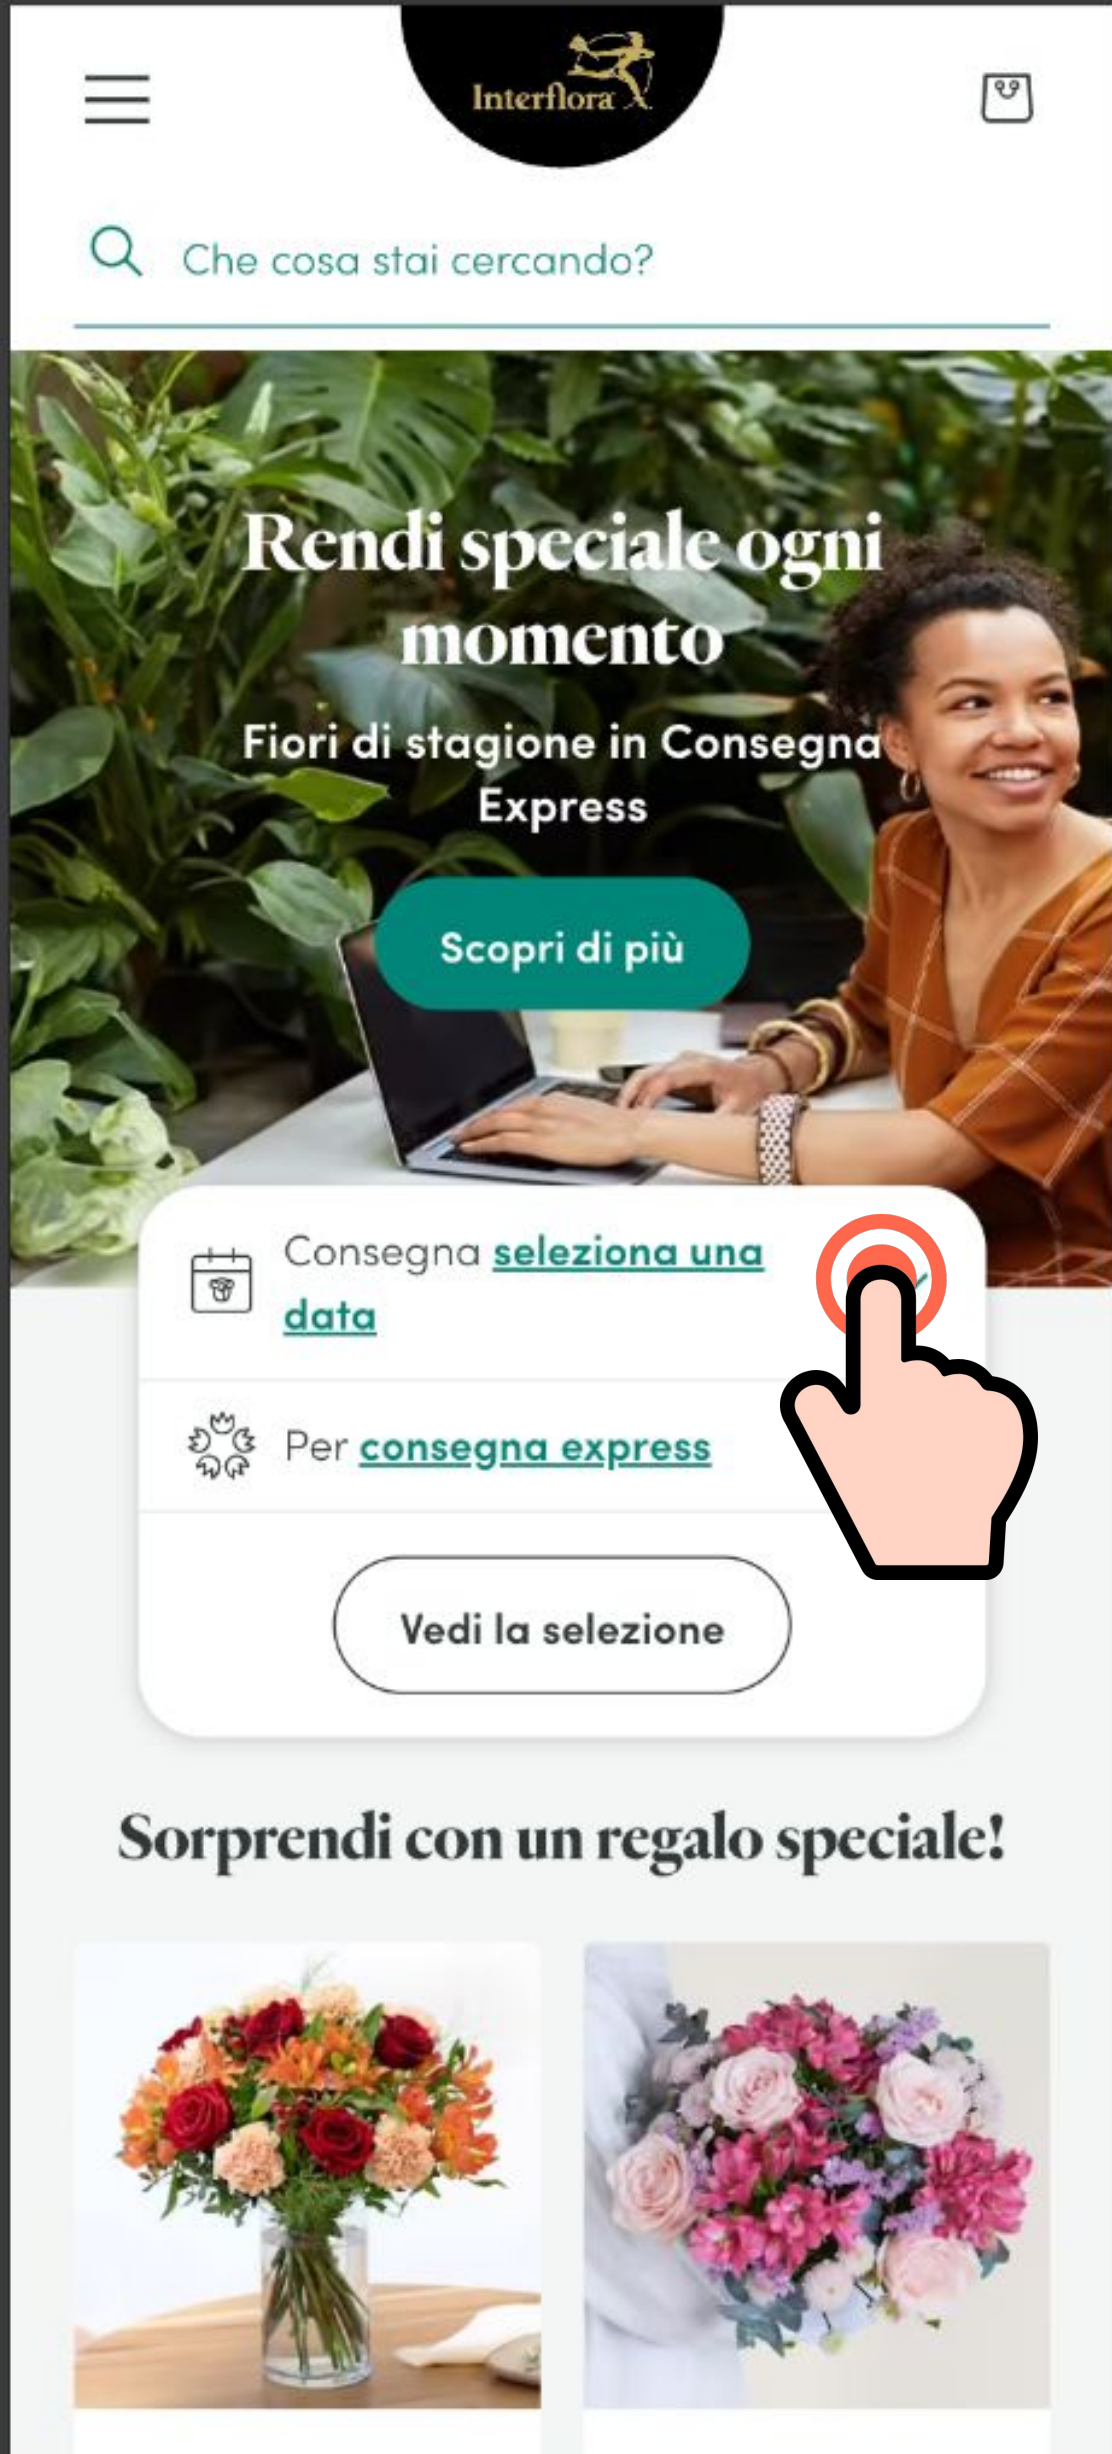 Interflora
Che cosa stai cercando?
Rendi speciale ogni
momento
Fiori di stagione in Consegna
Express
Scopri di più
Consegna seleziona una
data
Per consegna express
Vedi la selezione
Sorprendi con un regalo speciale!